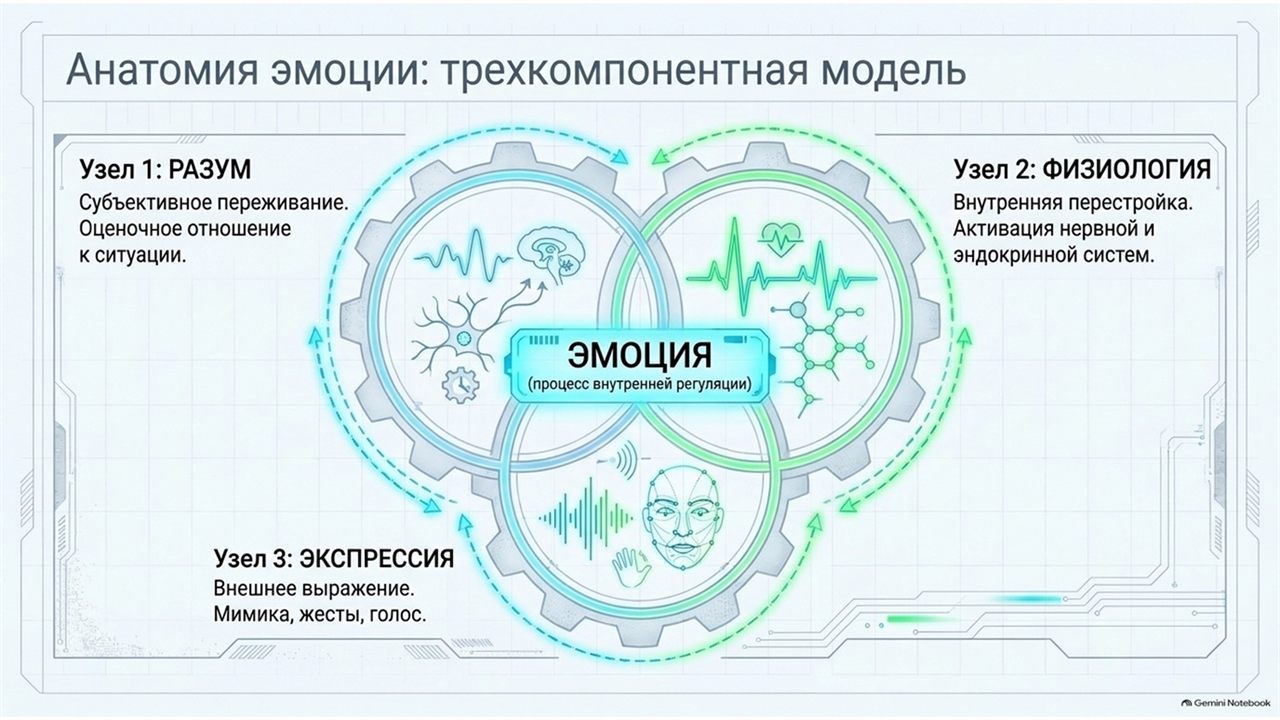 Анатомия эмоции: трехкомпонентная модель
Узел 1: РАЗУМ
Субъективное переживание.
Оценочное отношение
к ситуации.
Узел 2: ФИЗИОЛОГИЯ
Внутренняя перестройка.
Активация нервной и
эндокринной систем.
ЭМОЦИЯ
(процесс внутренней регуляции)
Узел 3: ЭКСПРЕССИЯ
Внешнее выражение.
Мимика, жесты, голос.
Gemini Notebook